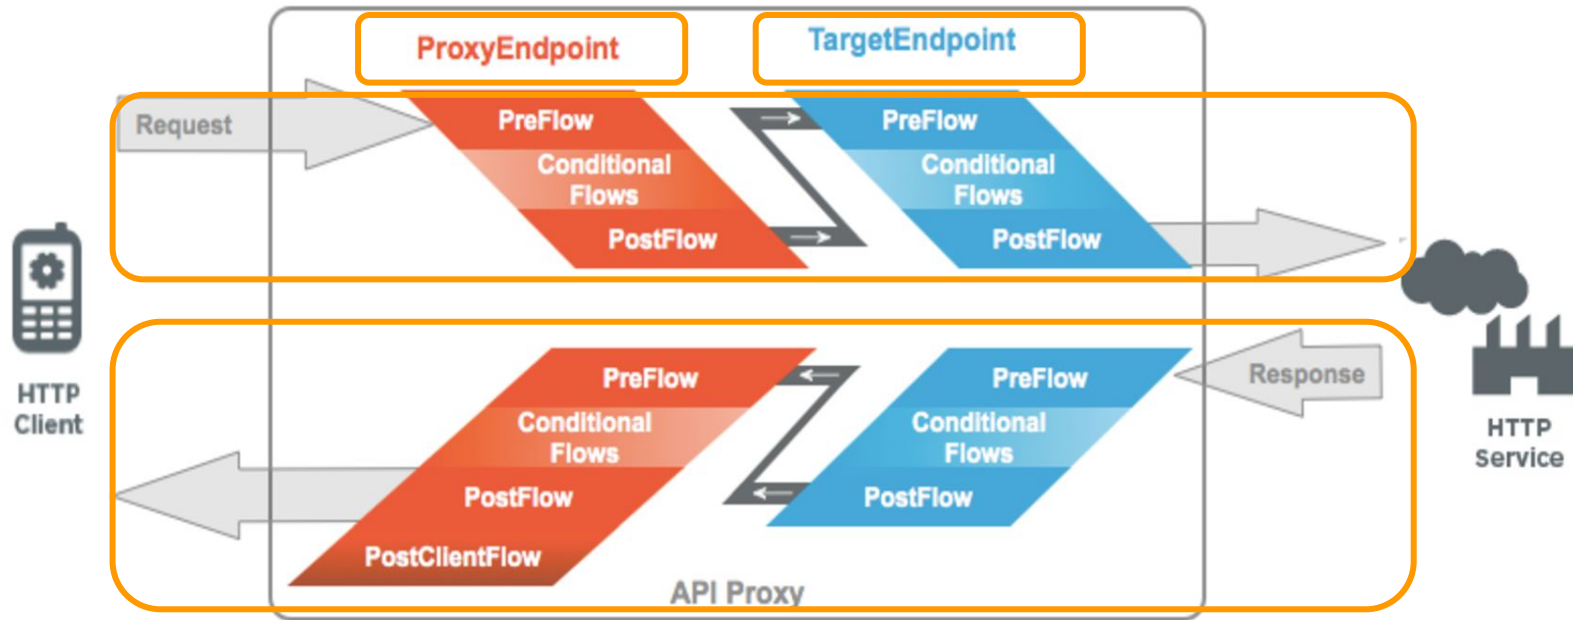 ProxyEndpoint
TargetEndpoint
Request
PreFlow
Conditional
Flows
PostFlow
PreFlow
Conditional
Flows
PostFlow
HTTP
Client
PreFlow
Conditional
Flows
PostFlow
PostClientFlow
PreFlow
Conditional
Flows
PostFlow
Response
HTTP
Service
API Proxy